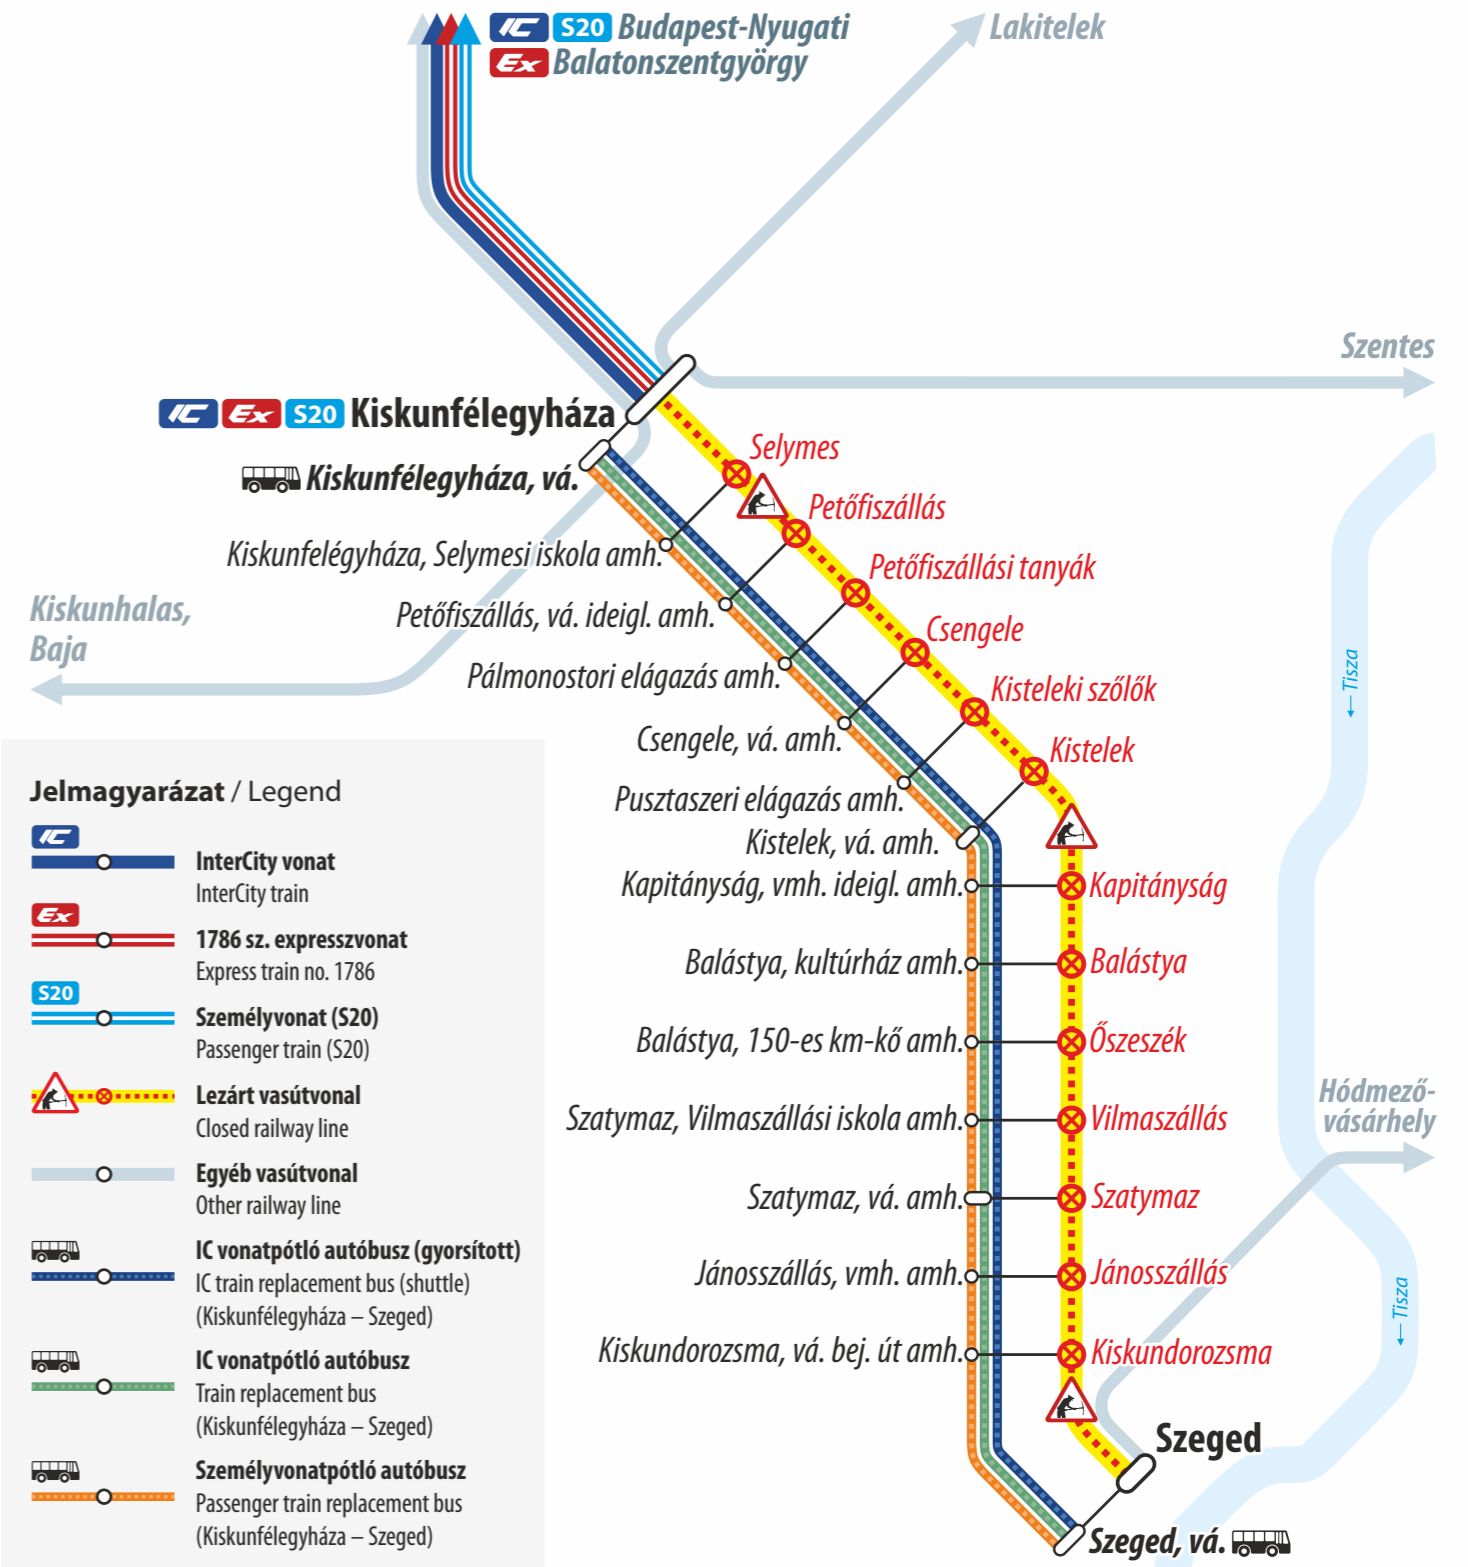 IC S20 Budapest-Nyugati
Ex Balatonszentgyörgy
Lakitelek
Szentes
IC Ex S20 Kiskunfélegyháza
Kiskunfélegyháza, vá.
Selymes
Petőfiszállás
Kiskunfelégyháza, Selymesi iskola amh.
Petőfiszállási tanyák
Kiskunhalas,
Baja
Petőfiszállás, vá. ideigl. amh.
Csengele
Pálmonostori elágazás amh.
Kisteleki szőlők
← Tisza
Csengele, vá. amh.
Kistelek
Pusztaszeri elágazás amh.
Kistelek, vá. amh.
Kapitányság, vmh. ideigl. amh.
Kapitányság
Balástya, kultúrház amh.
Balástya
Balástya, 150-es km-kő amh.
Őszeszék
Hódmező-
vásárhely
Szatymaz, Vilmaszállási iskola amh.
Vilmaszállás
Szatymaz, vá. amh.
Szatymaz
Jánosszállás, vmh. amh.
Jánosszállás
← Tisza
Kiskundorozsma, vá. bej. út amh.
Kiskundorozsma
Szeged
Szeged, vá.
Jelmagyarázat / Legend
IC
InterCity vonat
InterCity train
Ex
1786 sz. expresszvonat
Express train no. 1786
S20
Személyvonat (S20)
Passenger train (S20)
Lezárt vasútvonal
Closed railway line
Egyéb vasútvonal
Other railway line
IC vonatpótló autóbusz (gyorsított)
IC train replacement bus (shuttle)
(Kiskunfélegyháza – Szeged)
IC vonatpótló autóbusz
Train replacement bus
(Kiskunfélegyháza – Szeged)
Személyvonatpótló autóbusz
Passenger train replacement bus
(Kiskunfélegyháza – Szeged)